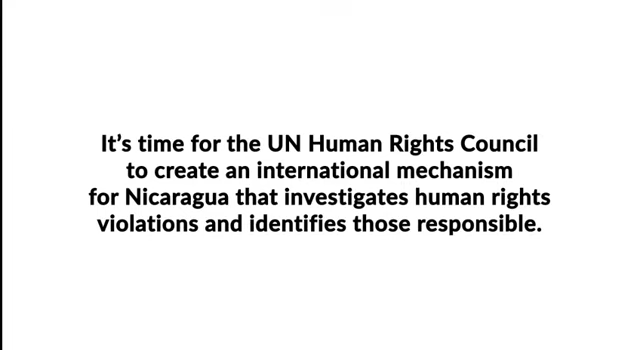 It’s time for the UN Human Rights Council
to create an international mechanism
for Nicaragua that investigates human rights
violations and identifies those responsible.